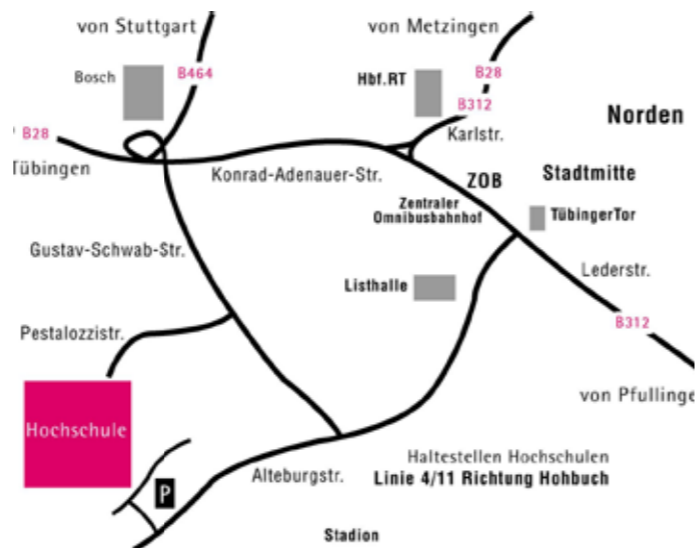 von Stuttgart
von Metzingen
Bosch
B464
Hbf.RT
B28
B312
Norden
B28
Karlstr.
Tübingen
Konrad-Adenauer-Str.
ZOB
Stadtmitte
Zentraler
Omnibusbahnhof
TübingerTor
Gustav-Schwab-Str.
Lederstr.
Listhalle
B312
Pestalozzistr.
von Pfullinge
Hochschule
Haltestellen Hochschulen
Alteburgstr.
Linie 4/11 Richtung Hohbuch
P
Stadion